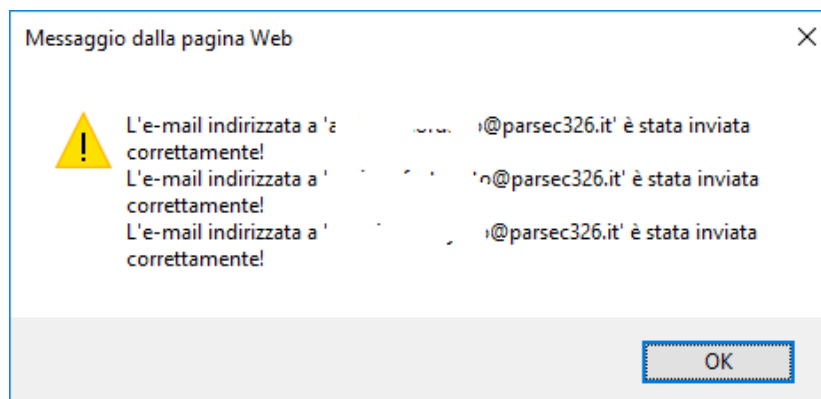 Messaggio dalla pagina Web
L'e-mail indirizzata a ' @parsec326.it' è stata inviata
correttamente!
L'e-mail indirizzata a ' @parsec326.it' è stata inviata
correttamente!
L'e-mail indirizzata a ' @parsec326.it' è stata inviata
correttamente!
OK